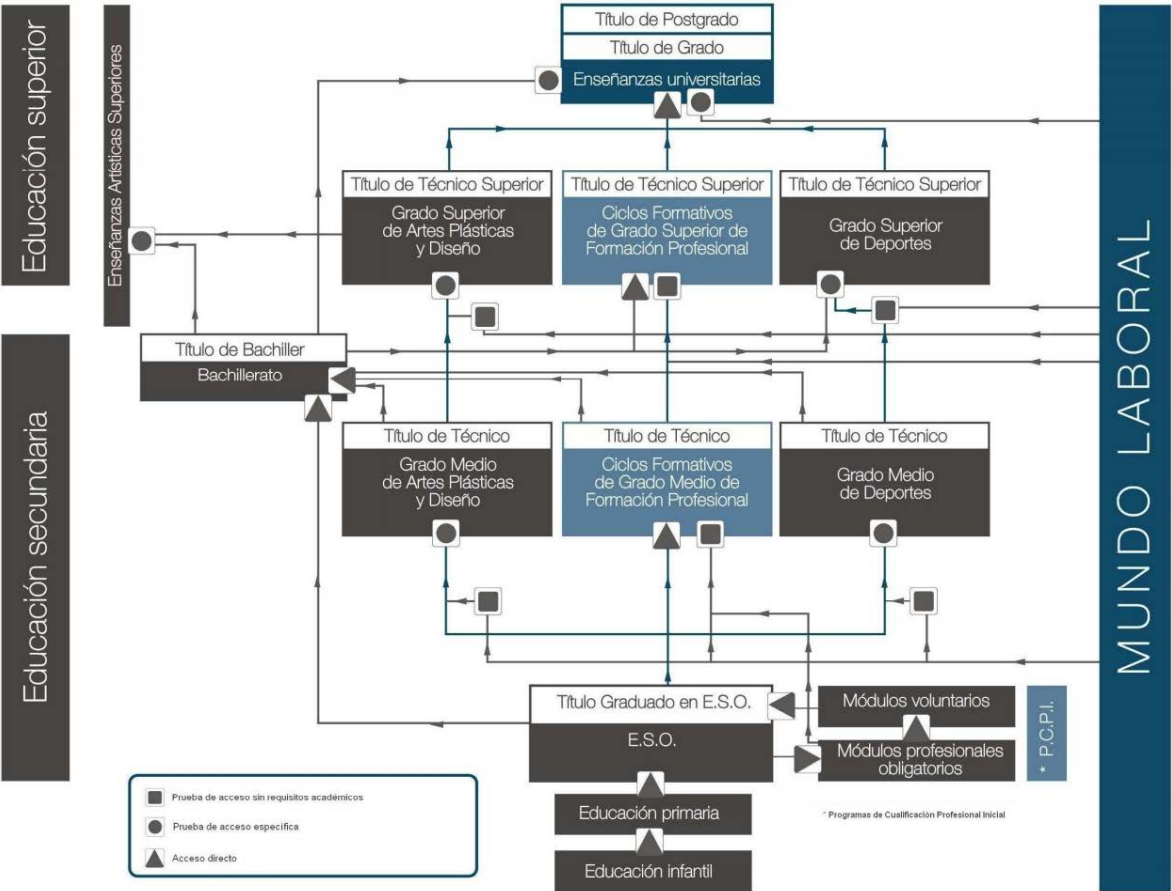 Educación superior
Enseñanzas Artísticas Superiores
Título de Postgrado
Título de Grado
Enseñanzas universitarias
Título de Técnico Superior
Grado Superior
de Artes Plásticas
y Diseño
Título de Técnico Superior
Ciclos Formativos
de Grado Superior de
Formación Profesional
Título de Técnico Superior
Grado Superior
de Deportes
MUNDO LABORAL
Educación secundaria
Título de Bachiller
Bachillerato
Título de Técnico
Grado Medio
de Artes Plásticas
y Diseño
Título de Técnico
Ciclos Formativos
de Grado Medio de
Formación Profesional
Título de Técnico
Grado Medio
de Deportes
Título Graduado en E.S.O.
E.S.O.
Módulos voluntarios
Módulos profesionales
obligatorios
* P.C.P.I.
Educación primaria
Educación infantil
* Programas de Cualificación Profesional Inicial
Prueba de acceso sin requisitos académicos
Prueba de acceso específica
Acceso directo